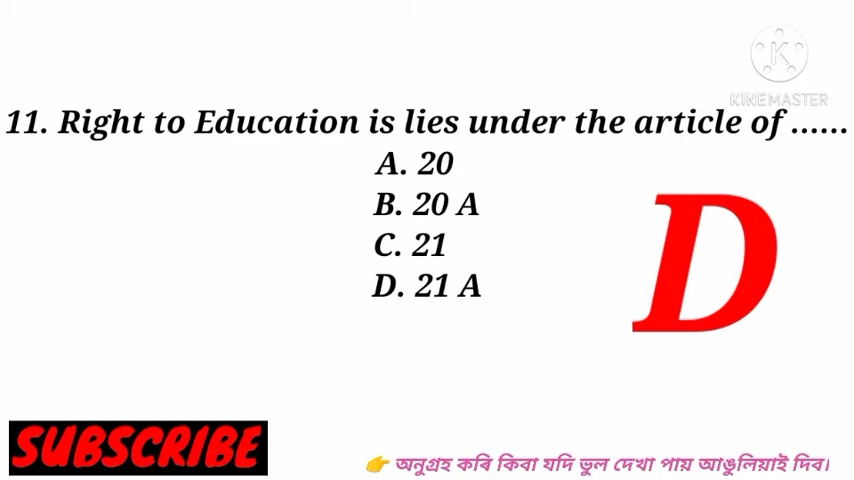 K
KINEMASTER
11. Right to Education is lies under the article of ......
A. 20
B. 20 A
C. 21
D. 21 A
D
SUBSCRIBE
👉 অনুগ্ৰহ কৰি কিবা যদি ভুল দেখা পায় আঙুলিয়াই দিব।